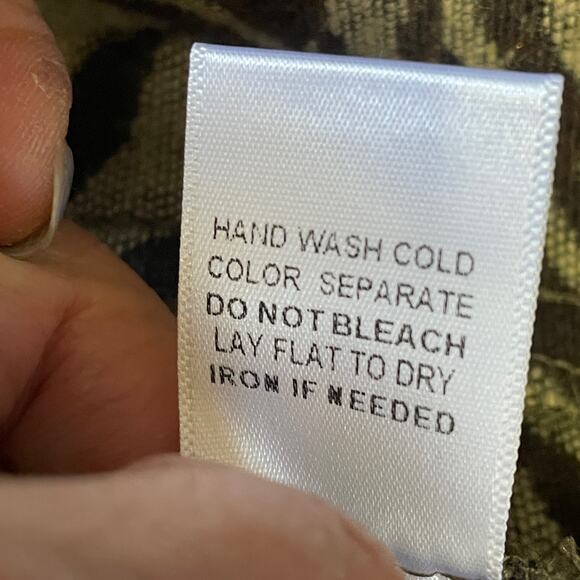 HAND WASH COLD
COLOR SEPARATE
DO NOT BLEACH
LAY FLAT TO DRY
IRON IF NEEDED